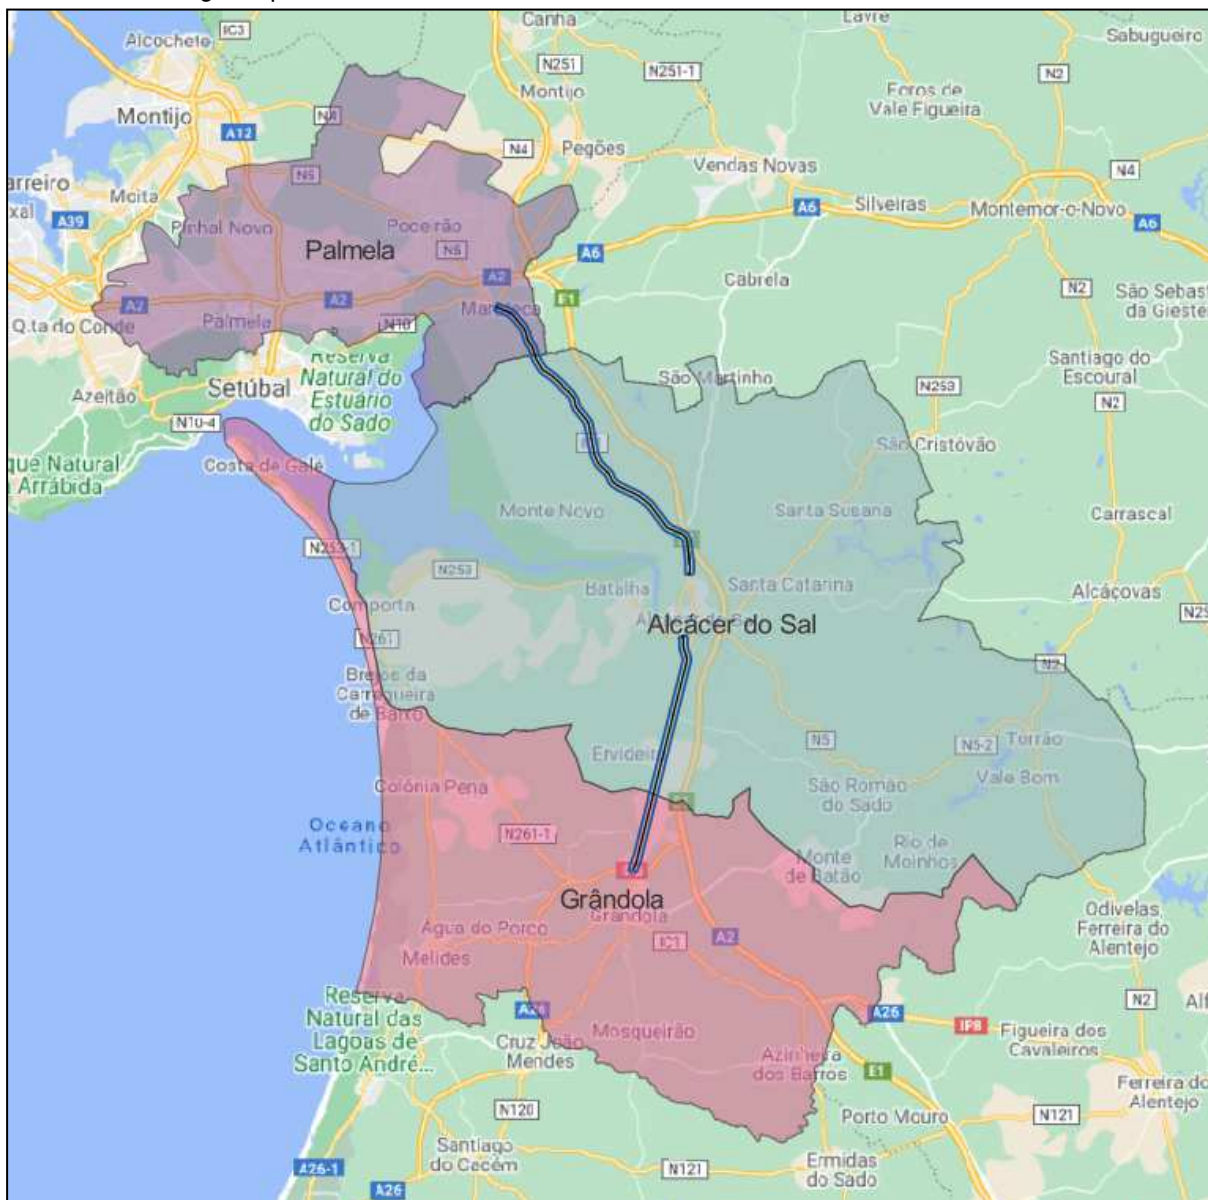 Canha
Lavre
IC3
Alcochete
Sabugueiro
N251
N251-1
N2
Montijo
Foros de
Vale Figueira
Montijo
N4
A12
N4
Pegões
Vendas Novas
N4
N5
Moita
A39
Silveiras
A6
Montemor-o-Novo
A6
Pinhal Novo
Poceirão
Palmela
N5
A6
A2
Cabrela
E1
N2
São Sebast
da Gieste
A2
A2
Marateca
Q.ta do Conde
Palmela
N10
Reserva
Natural do
Estuário
do Sado
Santiago do
Escoural
São Martinho
N253
Setúbal
Azeitão
N2
N10-4
São Cristóvão
que Natural
Arrábida
Costa de Galé
Monte Novo
Santa Susana
Carrascal
N253-1
N253
Batalha
Santa Catarina
Alcáçovas
Comporta
Alcácer do Sal
N261
N2
Brejos da
Carregueira
de Baixo
Ervideira
N5
N5-2
Torrão
Vale Bom
Colónia Pena
São Romão
do Sado
Oceano
Atlântico
N261-1
Rio de
Moinhos
Monte
de Batão
Grândola
Grândola
Odivelas,
Ferreira do
Alentejo
Água do Porco
IC1
A2
Melides
Reserva
Natural das
Lagoas de
Santo André...
N2
A26
IP8
Mosqueirão
Cruz João
Mendes
Figueira dos
Cavaleiros
Azinheira
dos Barros
E1
Ferreira do
Alentejo
N120
Porto Mouro
N121
Santiago
do Cacém
Ermidas
do Sado
A26-1
N121
A26